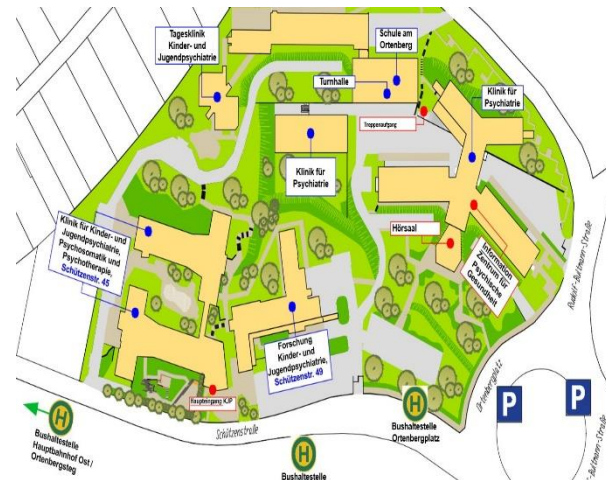 Tagesklinik
Kinder- und
Jugendpsychiatrie
Schule am
Ortenberg
Turnhalle
Klinik für
Psychiatrie
Treppenaufgang
Klinik für
Psychiatrie
Klinik für Kinder- und
Jugendpsychiatrie,
Psychosomatik und
Psychotherapie,
Schützenstr. 45
Hörsaal
Information
Zentrum für
Psychische
Gesundheit
Rudolf-Bultmann-Straße
Forschung
Kinder- und
Jugendpsychiatrie,
Schützenstr. 49
Haupteingang KJP
Ortenbergplatz
P
P
H
Bushaltestelle
Hauptbahnhof Ost /
Ortenbergsteg
Schützenstraße
H
Bushaltestelle
Ortenbergplatz
H
Bushaltestelle
-Bultmann-Straße